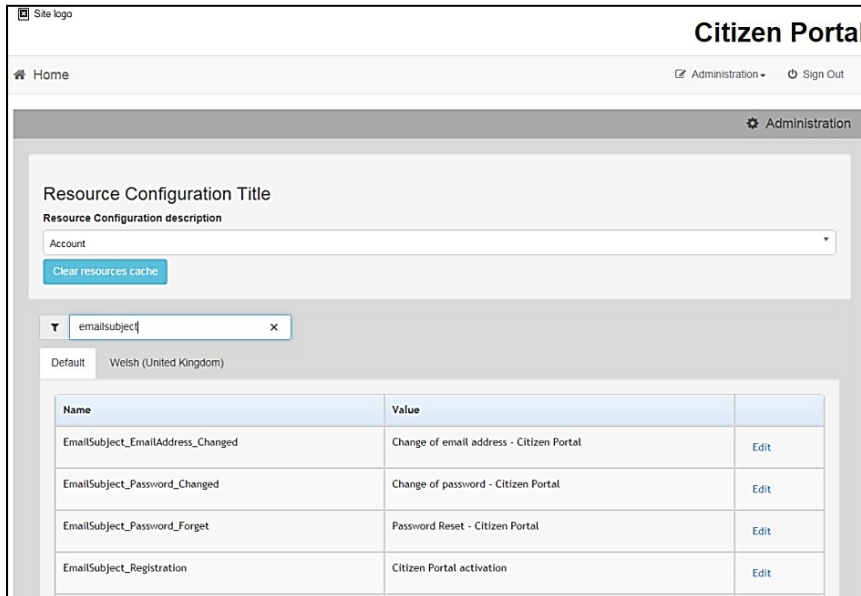 Site logo
Citizen Portal
Home
Administration
Sign Out
Administration
Resource Configuration Title
Resource Configuration description
Account
Clear resources cache
emailsubject
Default Welsh (United Kingdom)
Name Value
EmailSubject_EmailAddress_Changed Change of email address - Citizen Portal Edit
EmailSubject_Password_Changed Change of password - Citizen Portal Edit
EmailSubject_Password_Forget Password Reset - Citizen Portal Edit
EmailSubject_Registration Citizen Portal activation Edit